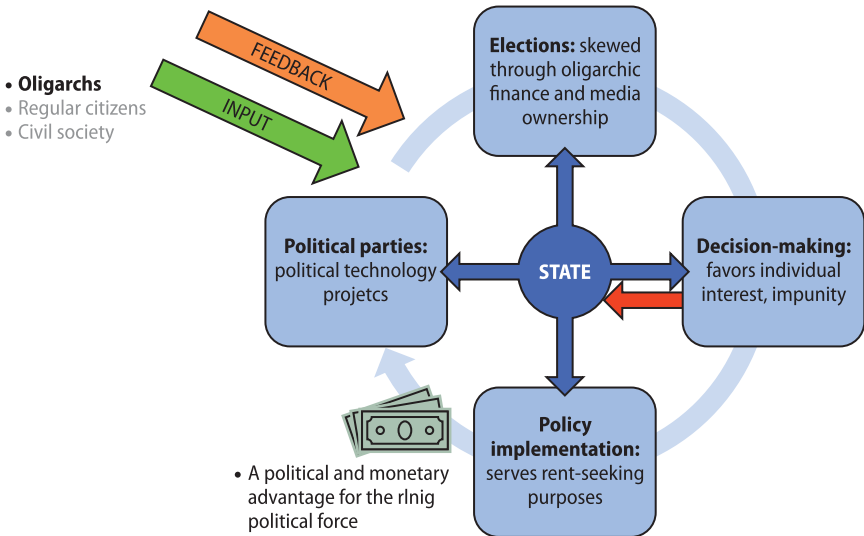 FEEDBACK
INPUT
• Oligarchs
• Regular citizens
• Civil society
Elections: skewed
through oligarchic
finance and media
ownership
Political parties:
political technology
projetcs
STATE
Decision-making:
favors individual
interest, impunity
Policy
implementation:
serves rent-seeking
purposes
• A political and monetary
advantage for the rlnig
political force